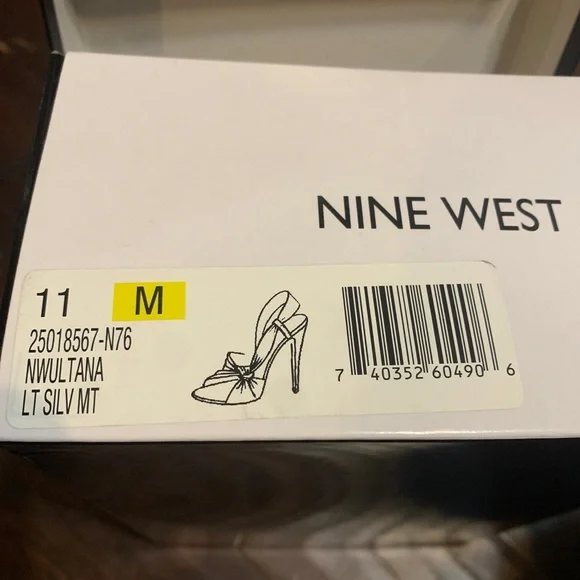 NINE WEST
11 M
25018567-N76
NWULTANA
LT SILV MT
7 40352 60490 6